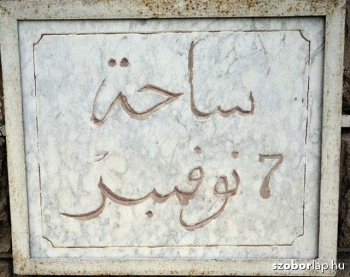 ساحة
7 نوفمبر
szoborlap.hu